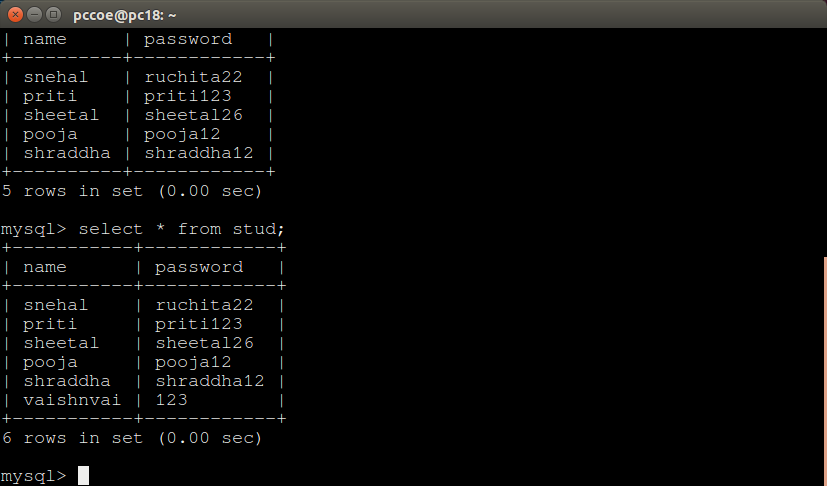 pccoe@pc18: ~
| name     | password   |
+----------+------------+
| snehal   | ruchita22  |
| priti    | priti123   |
| sheetal  | sheetal26  |
| pooja    | pooja12    |
| shraddha | shraddha12 |
+----------+------------+
5 rows in set (0.00 sec)
mysql> select * from stud;
+-----------+------------+
| name      | password   |
+-----------+------------+
| snehal    | ruchita22  |
| priti     | priti123   |
| sheetal   | sheetal26  |
| pooja     | pooja12    |
| shraddha  | shraddha12 |
| vaishnvai | 123        |
+-----------+------------+
6 rows in set (0.00 sec)
mysql>